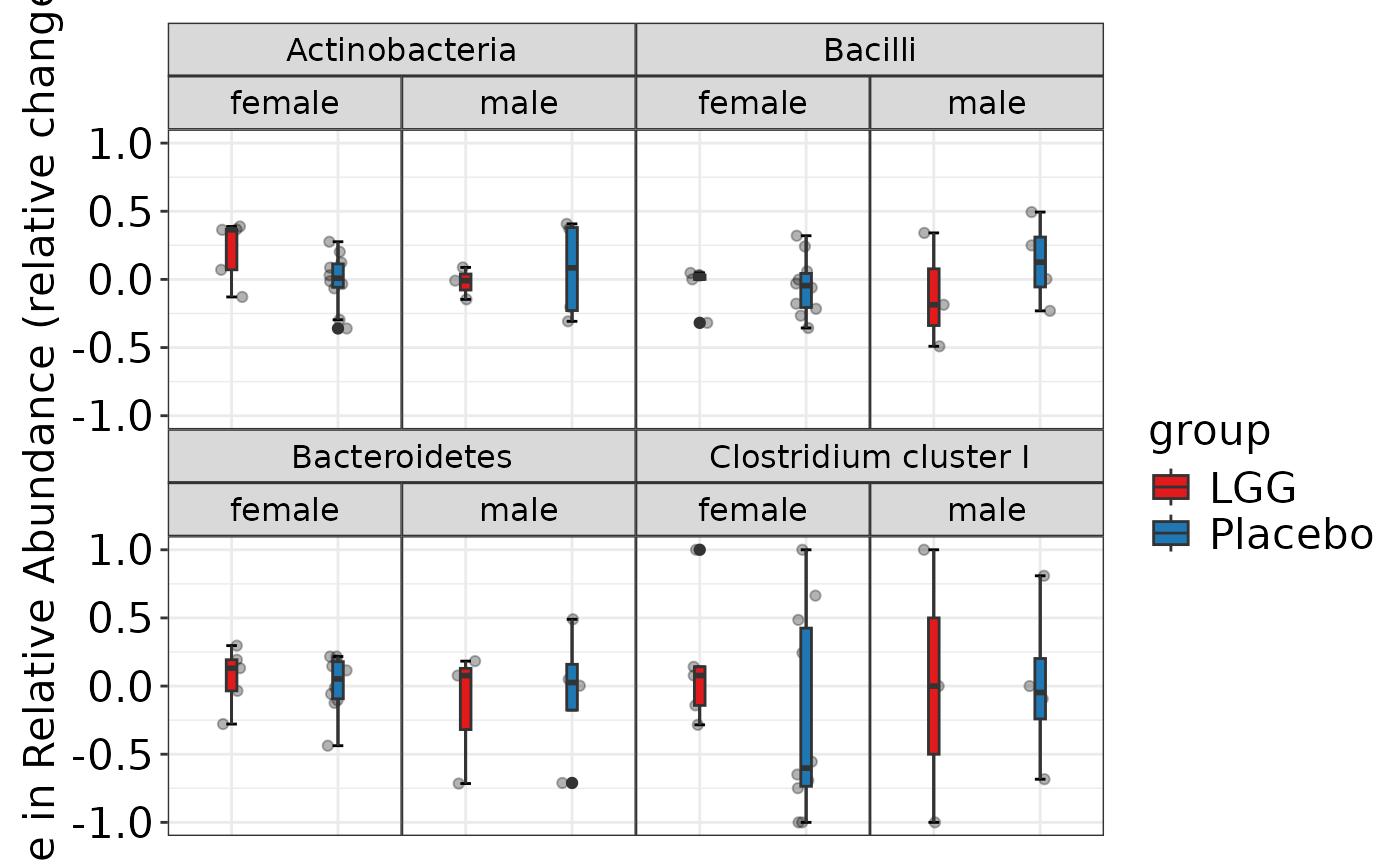 Actinobacteria Bacilli
female male female male
1.0
0.5
0.0
-0.5
-1.0
Bacteroidetes Clostridium cluster I
female male female male
1.0
0.5
0.0
-0.5
-1.0
in Relative Abundance (relative change
group
LGG
Placebo